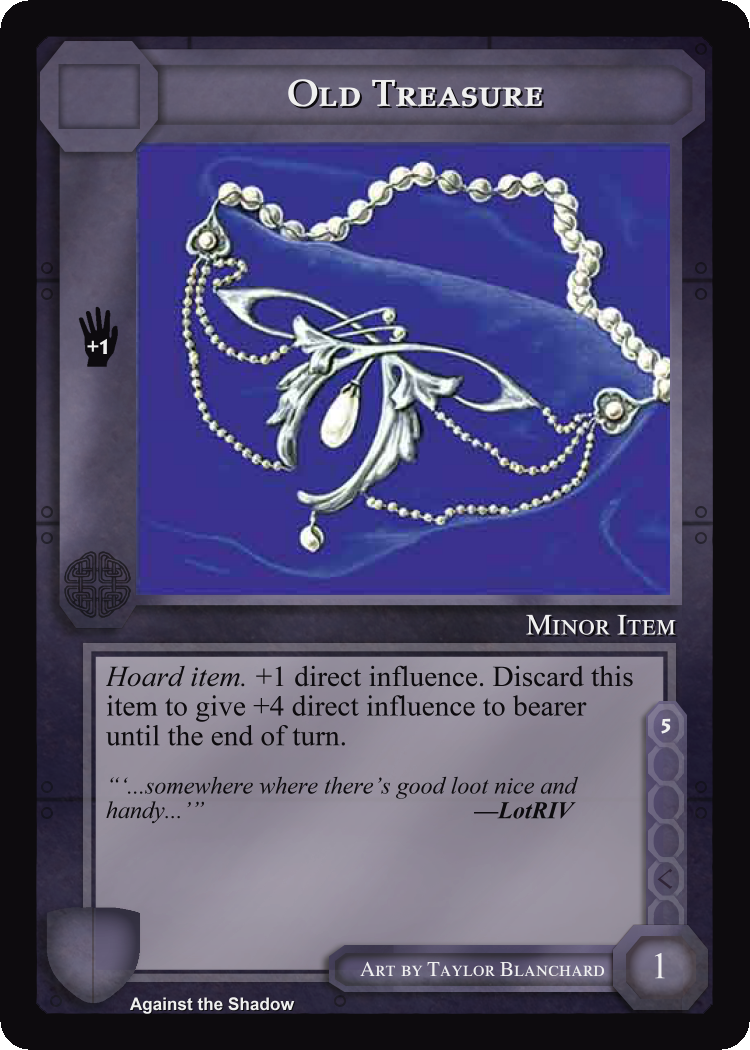 Old Treasure
+1
Minor Item
Hoard item. +1 direct influence. Discard this
item to give +4 direct influence to bearer
until the end of turn.
5
“‘...somewhere where there’s good loot nice and
handy...’”
—LotRIV
<
Art by Taylor Blanchard
1
Against the Shadow